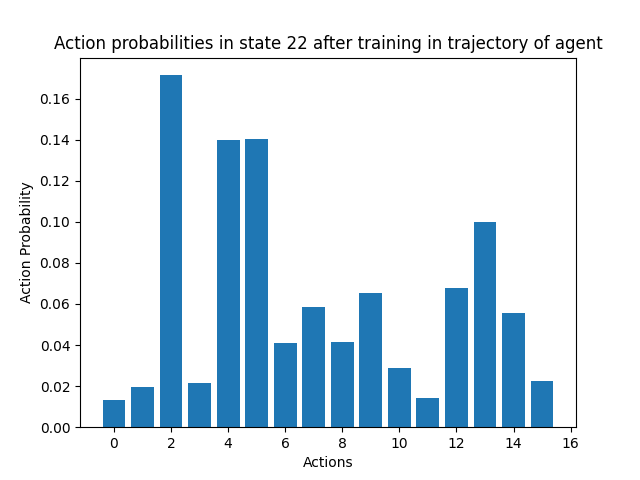 Action probabilities in state 22 after training in trajectory of agent
0.16
0.14
0.12
0.10
0.08
0.06
0.04
0.02
0.00
Action Probability
0 2 4 6 8 10 12 14 16
Actions